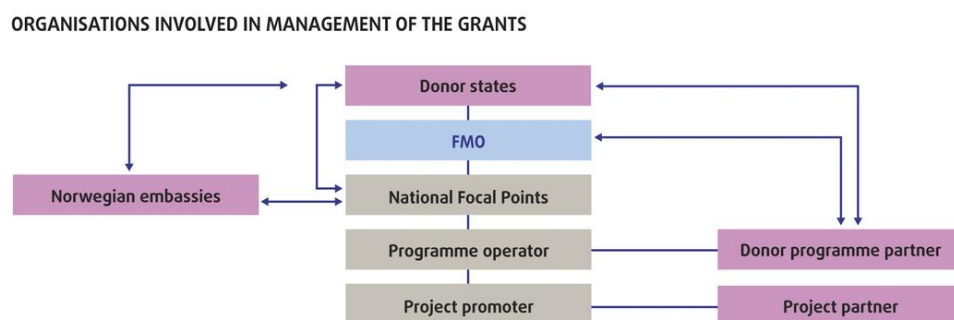 ORGANISATIONS INVOLVED IN MANAGEMENT OF THE GRANTS
Donor states
FMO
Norwegian embassies
National Focal Points
Programme operator
Donor programme partner
Project promoter
Project partner